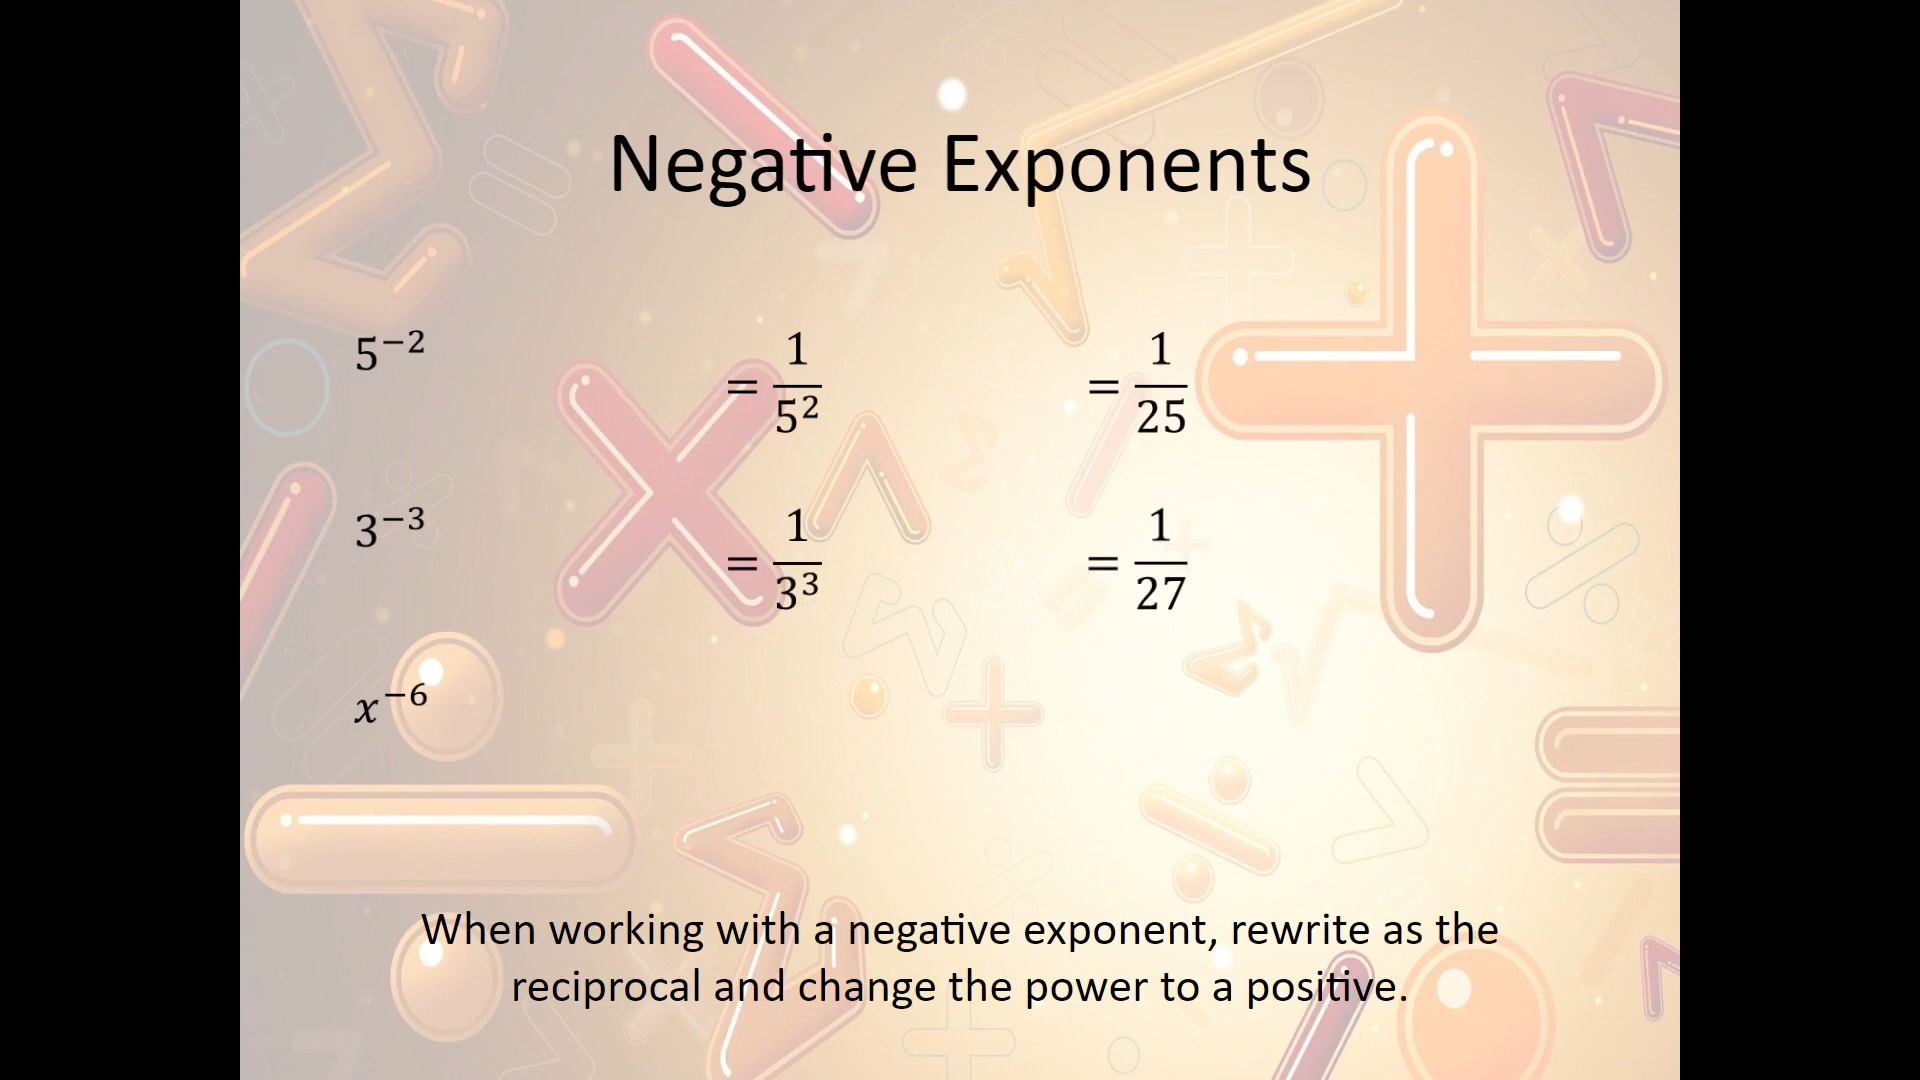 Negative Exponents
5⁻² = 1/5² = 1/25
3⁻³ = 1/3³ = 1/27
x⁻⁶
When working with a negative exponent, rewrite as the
reciprocal and change the power to a positive.